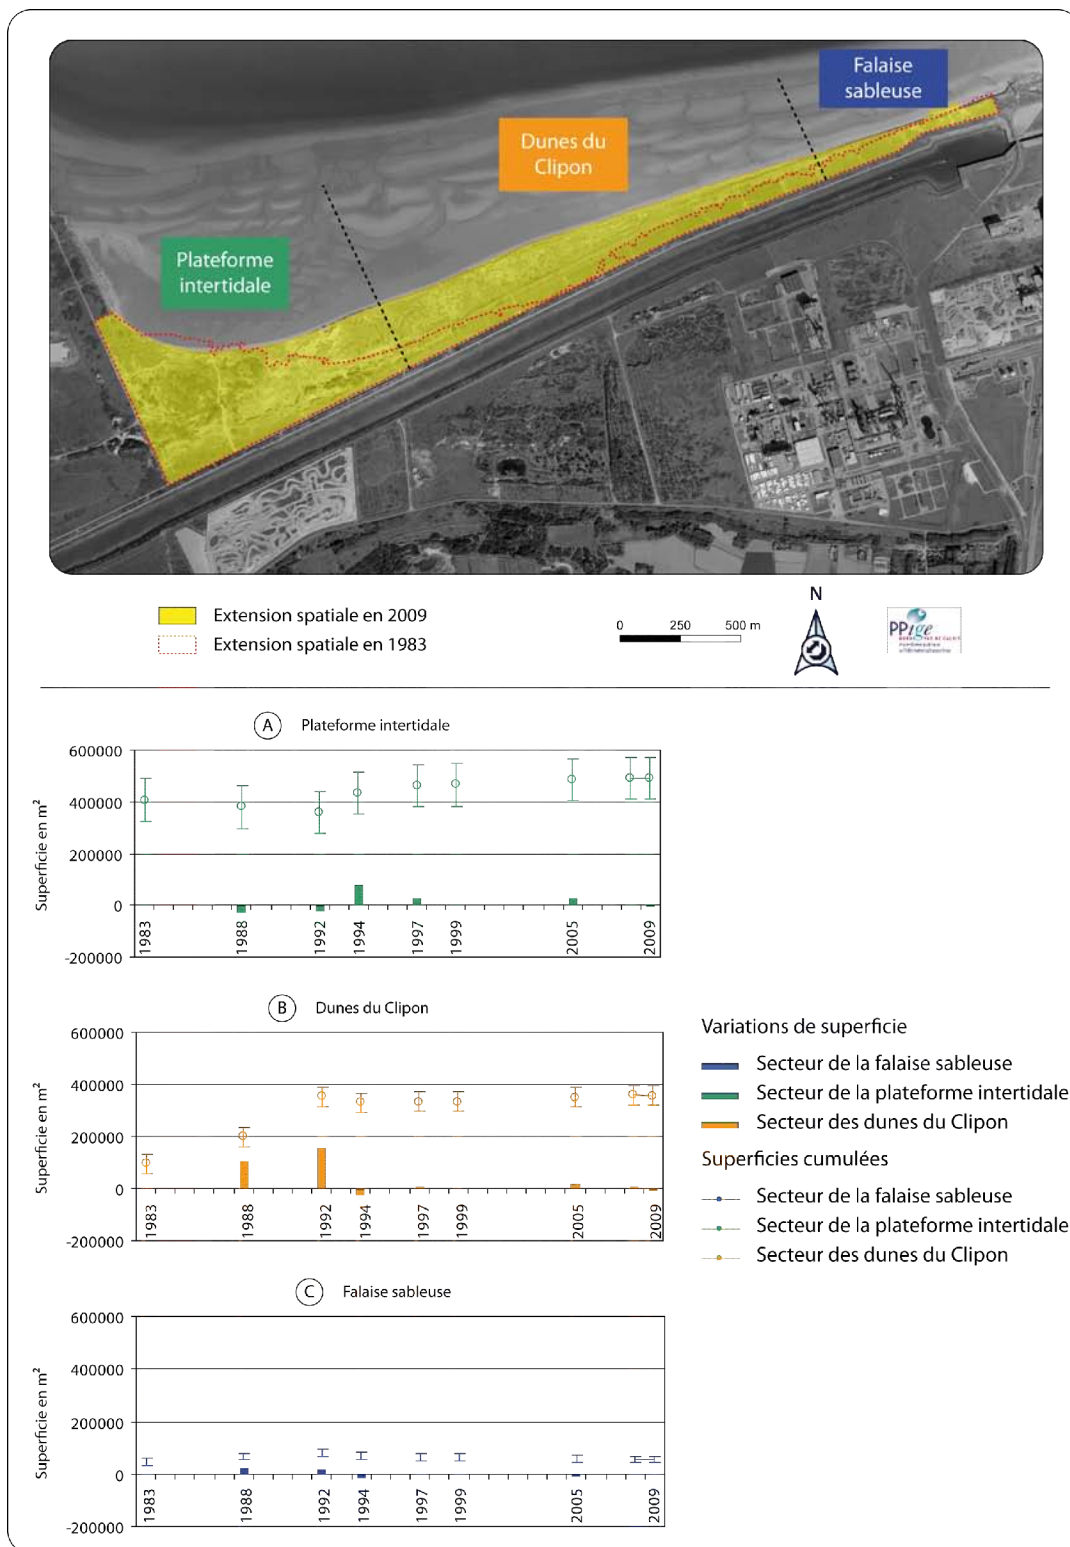 Falaise
sableuse
Dunes du
Clipon
Plateforme
intertidale
Extension spatiale en 2009
Extension spatiale en 1983
0 250 500 m
N
PPige
A Plateforme intertidale
Superficie en m²
600000
400000
200000
0
-200000
1983 1988 1992 1994 1997 1999 2005 2009
B Dunes du Clipon
Superficie en m²
600000
400000
200000
0
-200000
1983 1988 1992 1994 1997 1999 2005 2009
Variations de superficie
Secteur de la falaise sableuse
Secteur de la plateforme intertidale
Secteur des dunes du Clipon
Superficies cumulées
Secteur de la falaise sableuse
Secteur de la plateforme intertidale
Secteur des dunes du Clipon
C Falaise sableuse
Superficie en m²
600000
400000
200000
0
-200000
1983 1988 1992 1994 1997 1999 2005 2009